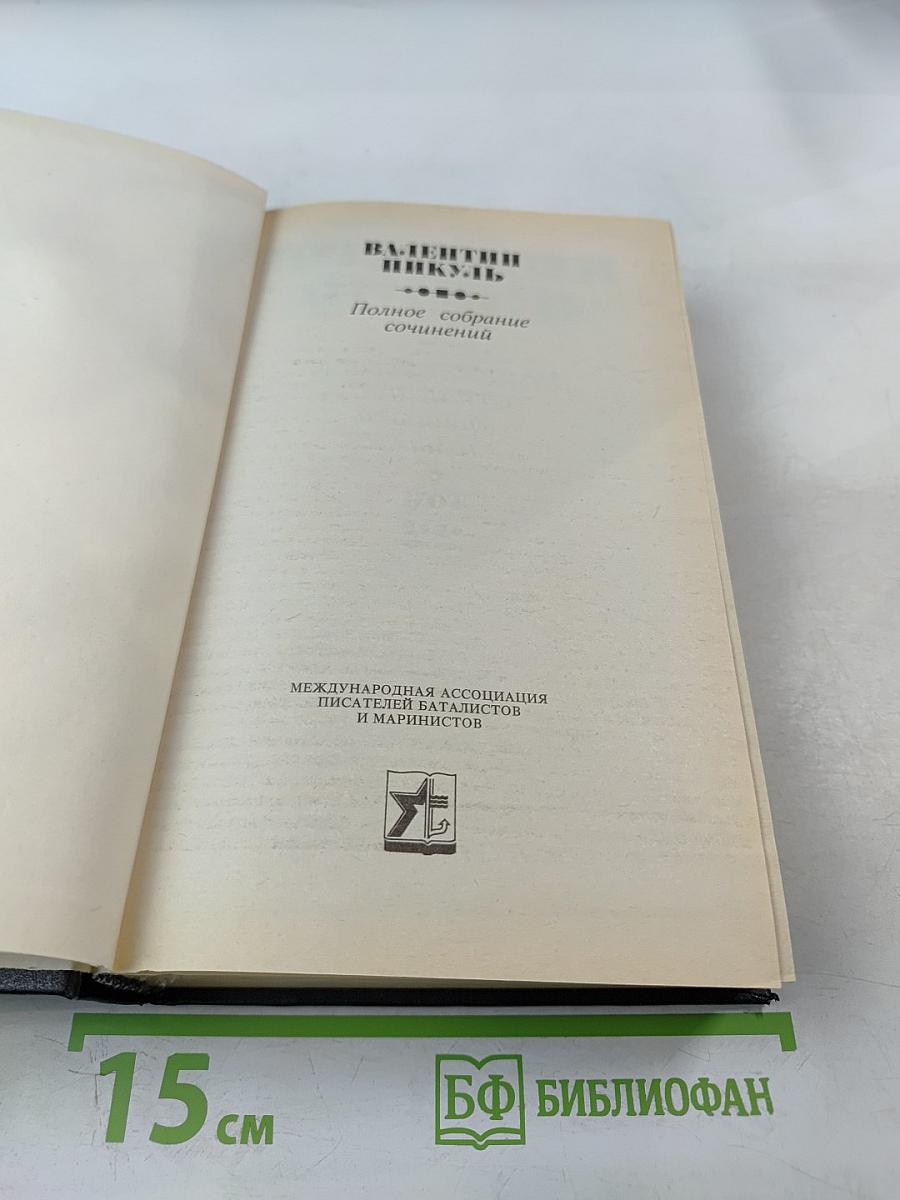 ВАЛЕНТИН
ПИКУЛЬ
Полное собрание
сочинений
МЕЖДУНАРОДНАЯ АССОЦИАЦИЯ
ПИСАТЕЛЕЙ БАТАЛИСТОВ
И МАРИНИСТОВ
15 см
БФ БИБЛИОФАН